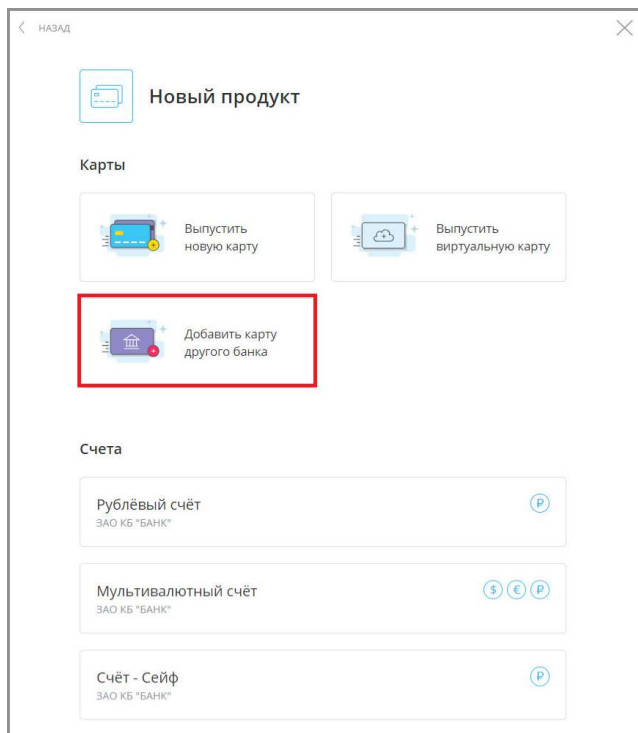 НАЗАД
Новый продукт
Карты
Выпустить
новую карту
Выпустить
виртуальную карту
Добавить карту
другого банка
Счета
Рублёвый счёт
ЗАО КБ "БАНК"
Мультивалютный счёт
ЗАО КБ "БАНК"
$ € ₽
Счёт - Сейф
ЗАО КБ "БАНК"
₽